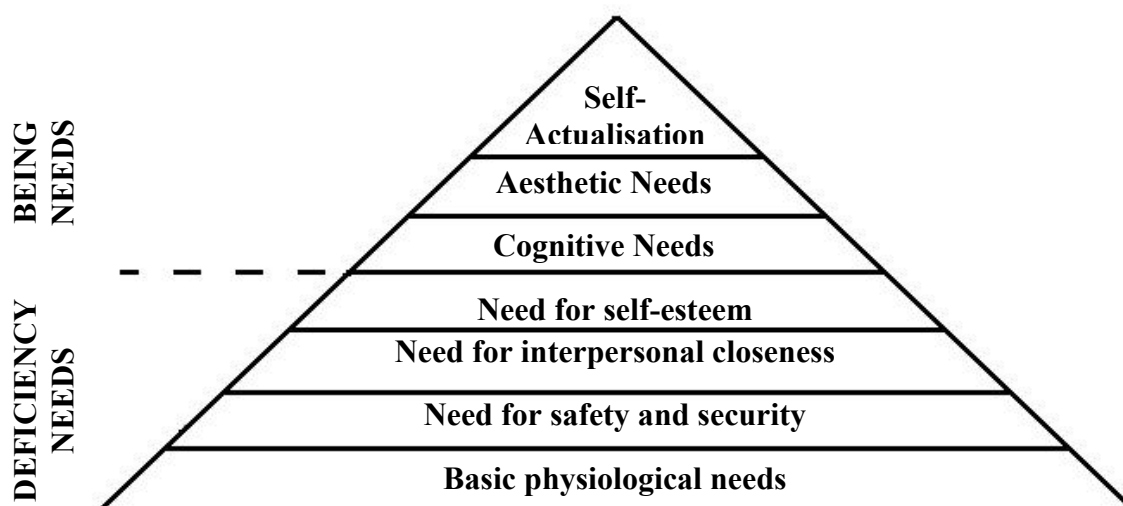 BEING
NEEDS
Self-
Actualisation
Aesthetic Needs
Cognitive Needs
DEFICIENCY
NEEDS
Need for self-esteem
Need for interpersonal closeness
Need for safety and security
Basic physiological needs